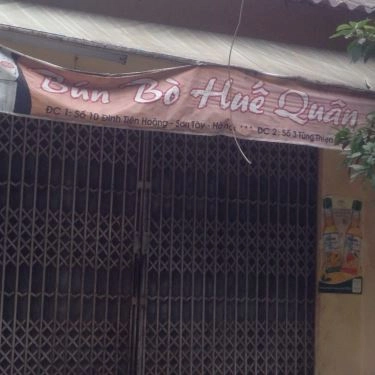 Bún Bò Huế Quân
ĐC 1: Số 10 Đinh Tiên Hoàng - Sơn Tây - Hà ĐC 2: Số 3 Tùng Thiện